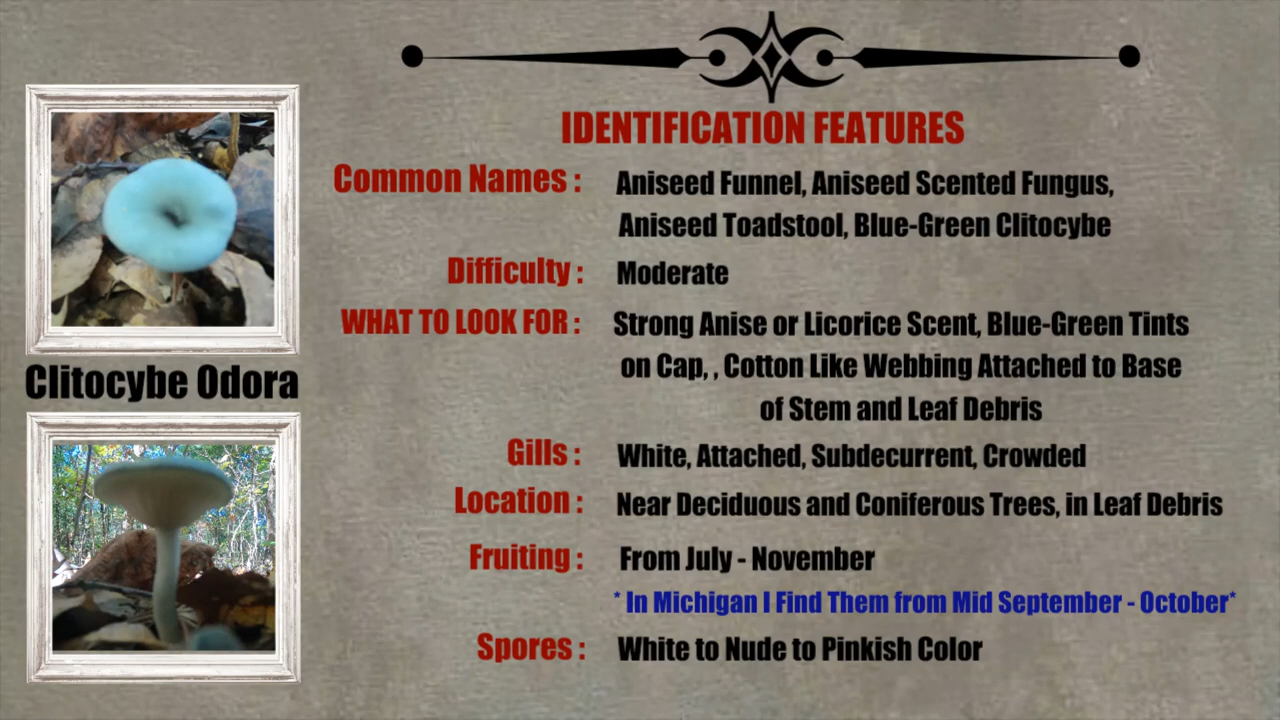 IDENTIFICATION FEATURES
Common Names : Aniseed Funnel, Aniseed Scented Fungus,
Aniseed Toadstool, Blue-Green Clitocybe
Difficulty : Moderate
WHAT TO LOOK FOR : Strong Anise or Licorice Scent, Blue-Green Tints
on Cap, , Cotton Like Webbing Attached to Base
of Stem and Leaf Debris
Clitocybe Odora
Gills : White, Attached, Subdecurrent, Crowded
Location : Near Deciduous and Coniferous Trees, in Leaf Debris
Fruiting : From July - November
* In Michigan I Find Them from Mid September - October*
Spores : White to Nude to Pinkish Color